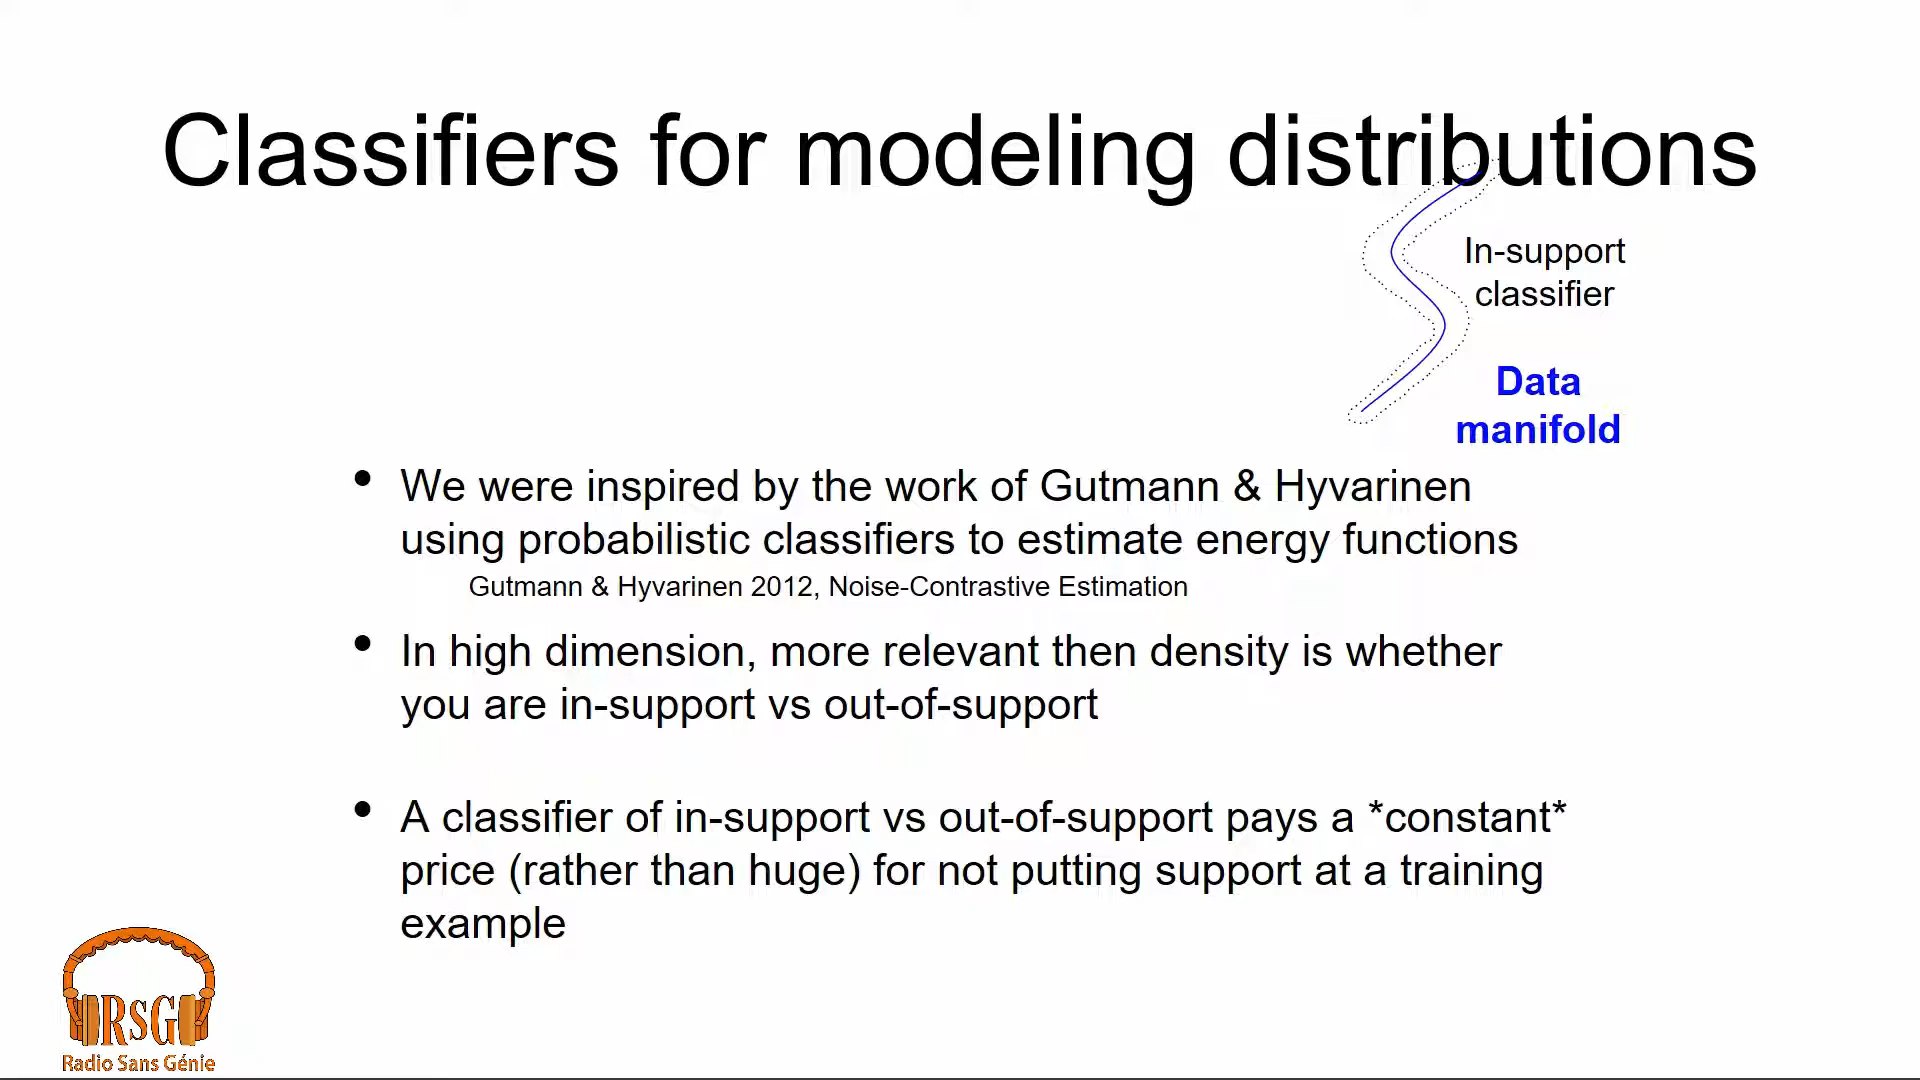 Classifiers for modeling distributions
In-support
classifier
Data
manifold
• We were inspired by the work of Gutmann & Hyvarinen
using probabilistic classifiers to estimate energy functions
Gutmann & Hyvarinen 2012, Noise-Contrastive Estimation
• In high dimension, more relevant then density is whether
you are in-support vs out-of-support
• A classifier of in-support vs out-of-support pays a *constant*
price (rather than huge) for not putting support at a training
example
RSG
Radio Sans Génie